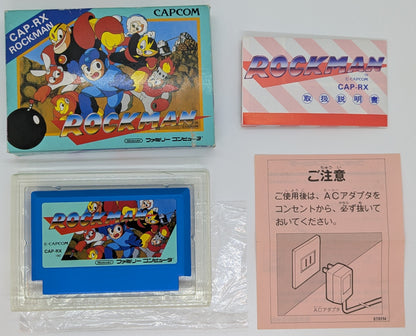 CAP-RX
ROCKMAN
CAPCOM
ROCKMAN
Nintendo ファミリーコンピュータ
ROCKMAN
© CAPCOM
CAP-RX
取扱説明書
ROCKMAN
© CAPCOM
CAP-RX
Nintendo ファミリーコンピュータ
ご注意
ご使用後は、ACアダプタを
コンセントから、必ず抜いて
おいてください。
ACアダプタ